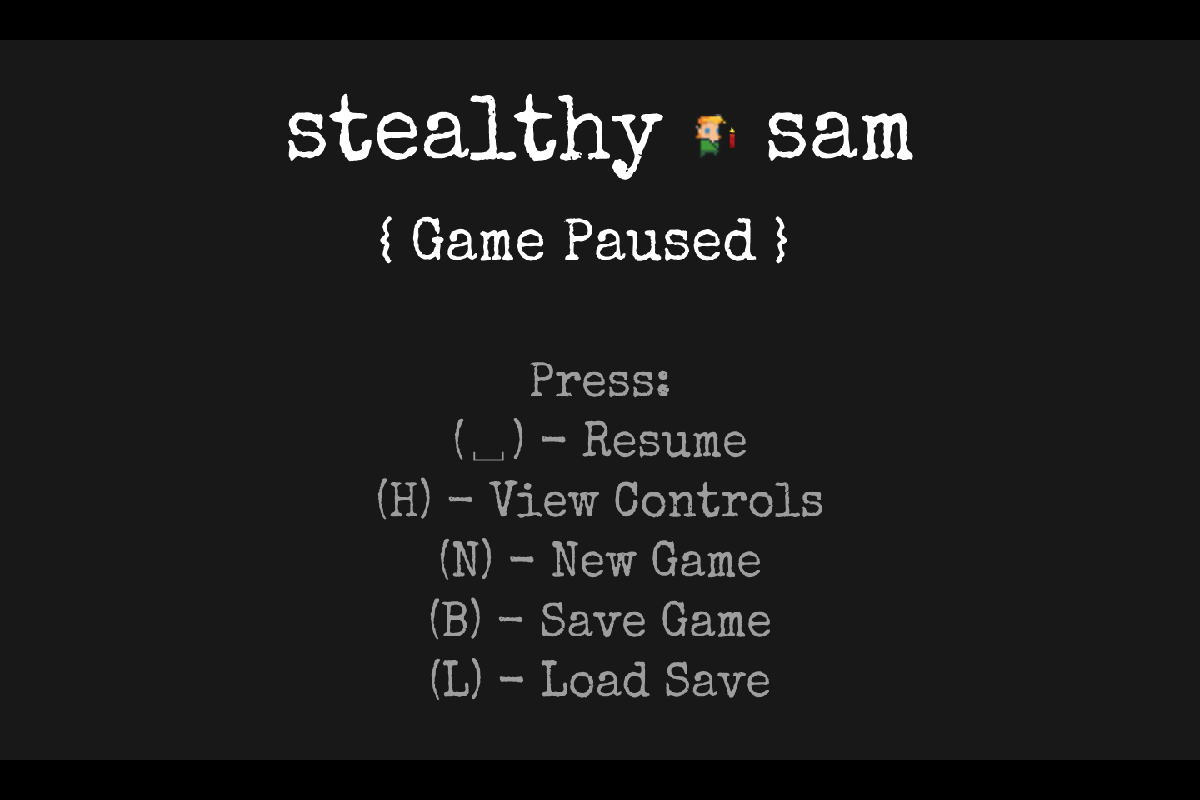 stealthy sam
{ Game Paused }
Press:
(␣) - Resume
(H) - View Controls
(N) - New Game
(B) - Save Game
(L) - Load Save